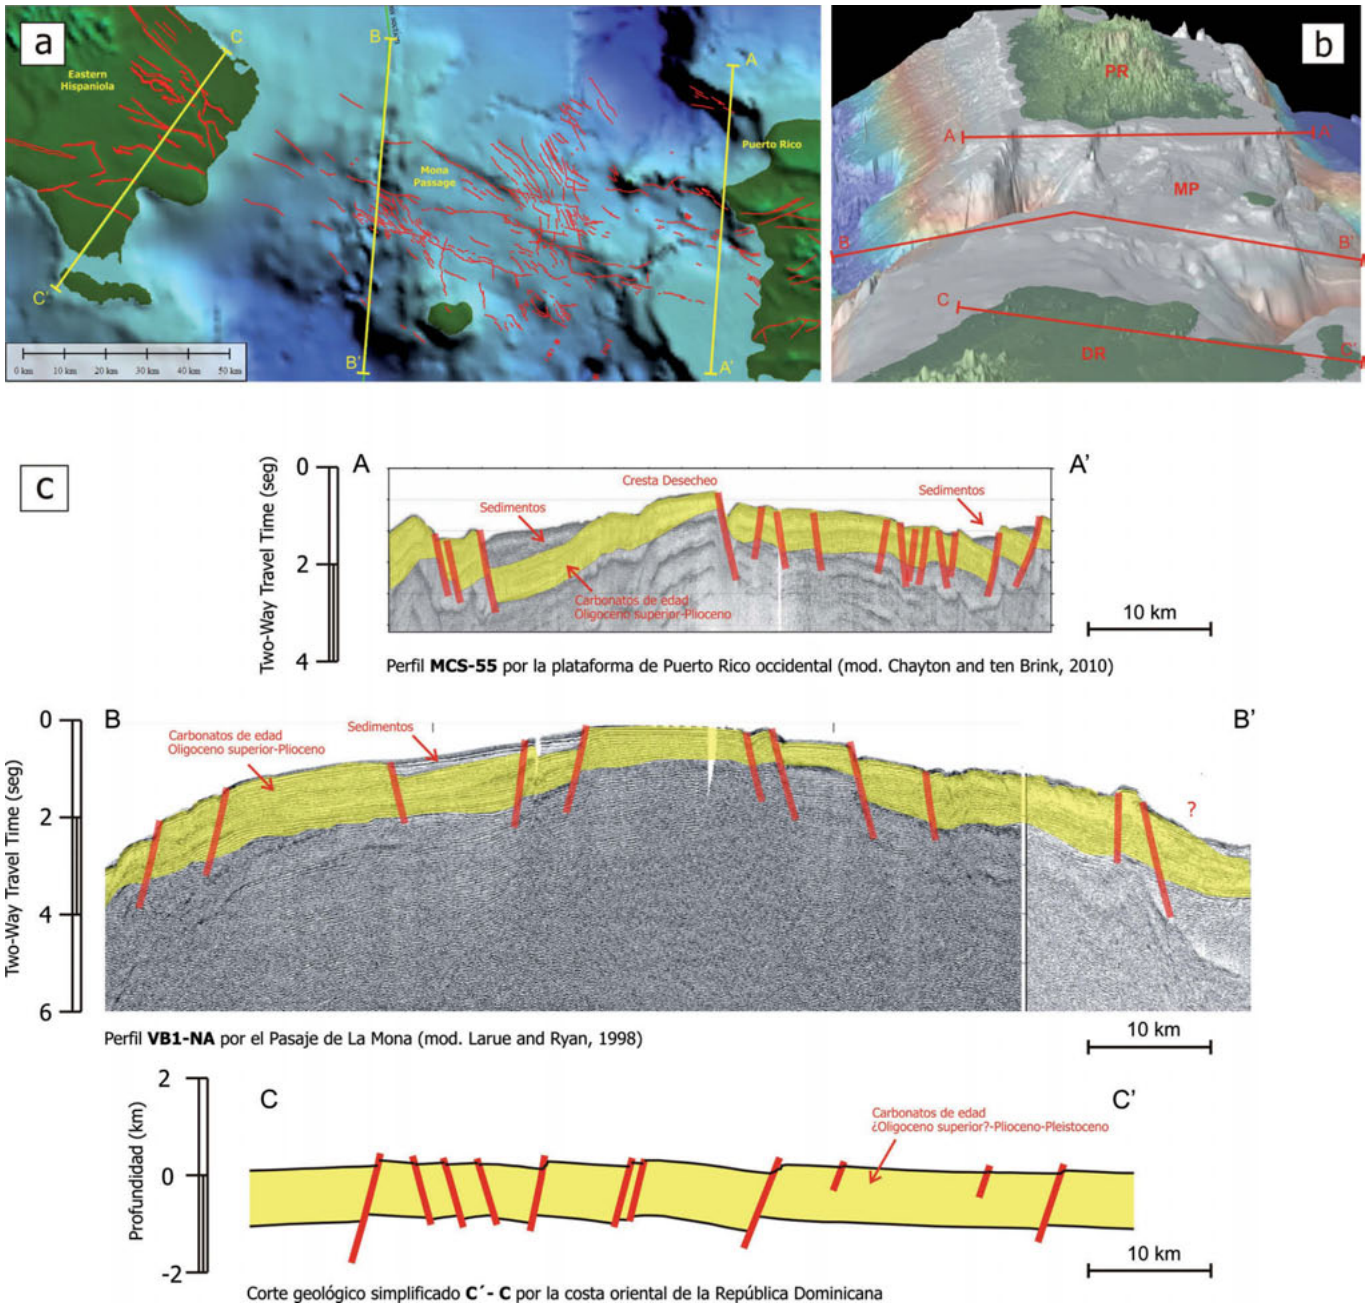 a
Eastern
Hispaniola
C
C'
B
B'
Mona
Passage
A
A'
Puerto Rico
0 km 10 km 20 km 30 km 40 km 50 km
b
PR
A A'
MP
B B'
C C'
DR
c
Two-Way Travel Time (seg)
0
2
4
A A'
Cresta Desecheo
Sedimentos
Sedimentos
Carbonatos de edad
Oligoceno superior-Plioceno
10 km
Perfil MCS-55 por la plataforma de Puerto Rico occidental (mod. Chayton and ten Brink, 2010)
Two-Way Travel Time (seg)
0
2
4
6
B B'
Carbonatos de edad
Oligoceno superior-Plioceno
Sedimentos
?
10 km
Perfil VB1-NA por el Pasaje de La Mona (mod. Larue and Ryan, 1998)
Profundidad (km)
2
0
-2
C C'
Carbonatos de edad
¿Oligoceno superior?-Plioceno-Pleistoceno
10 km
Corte geológico simplificado C´- C por la costa oriental de la República Dominicana